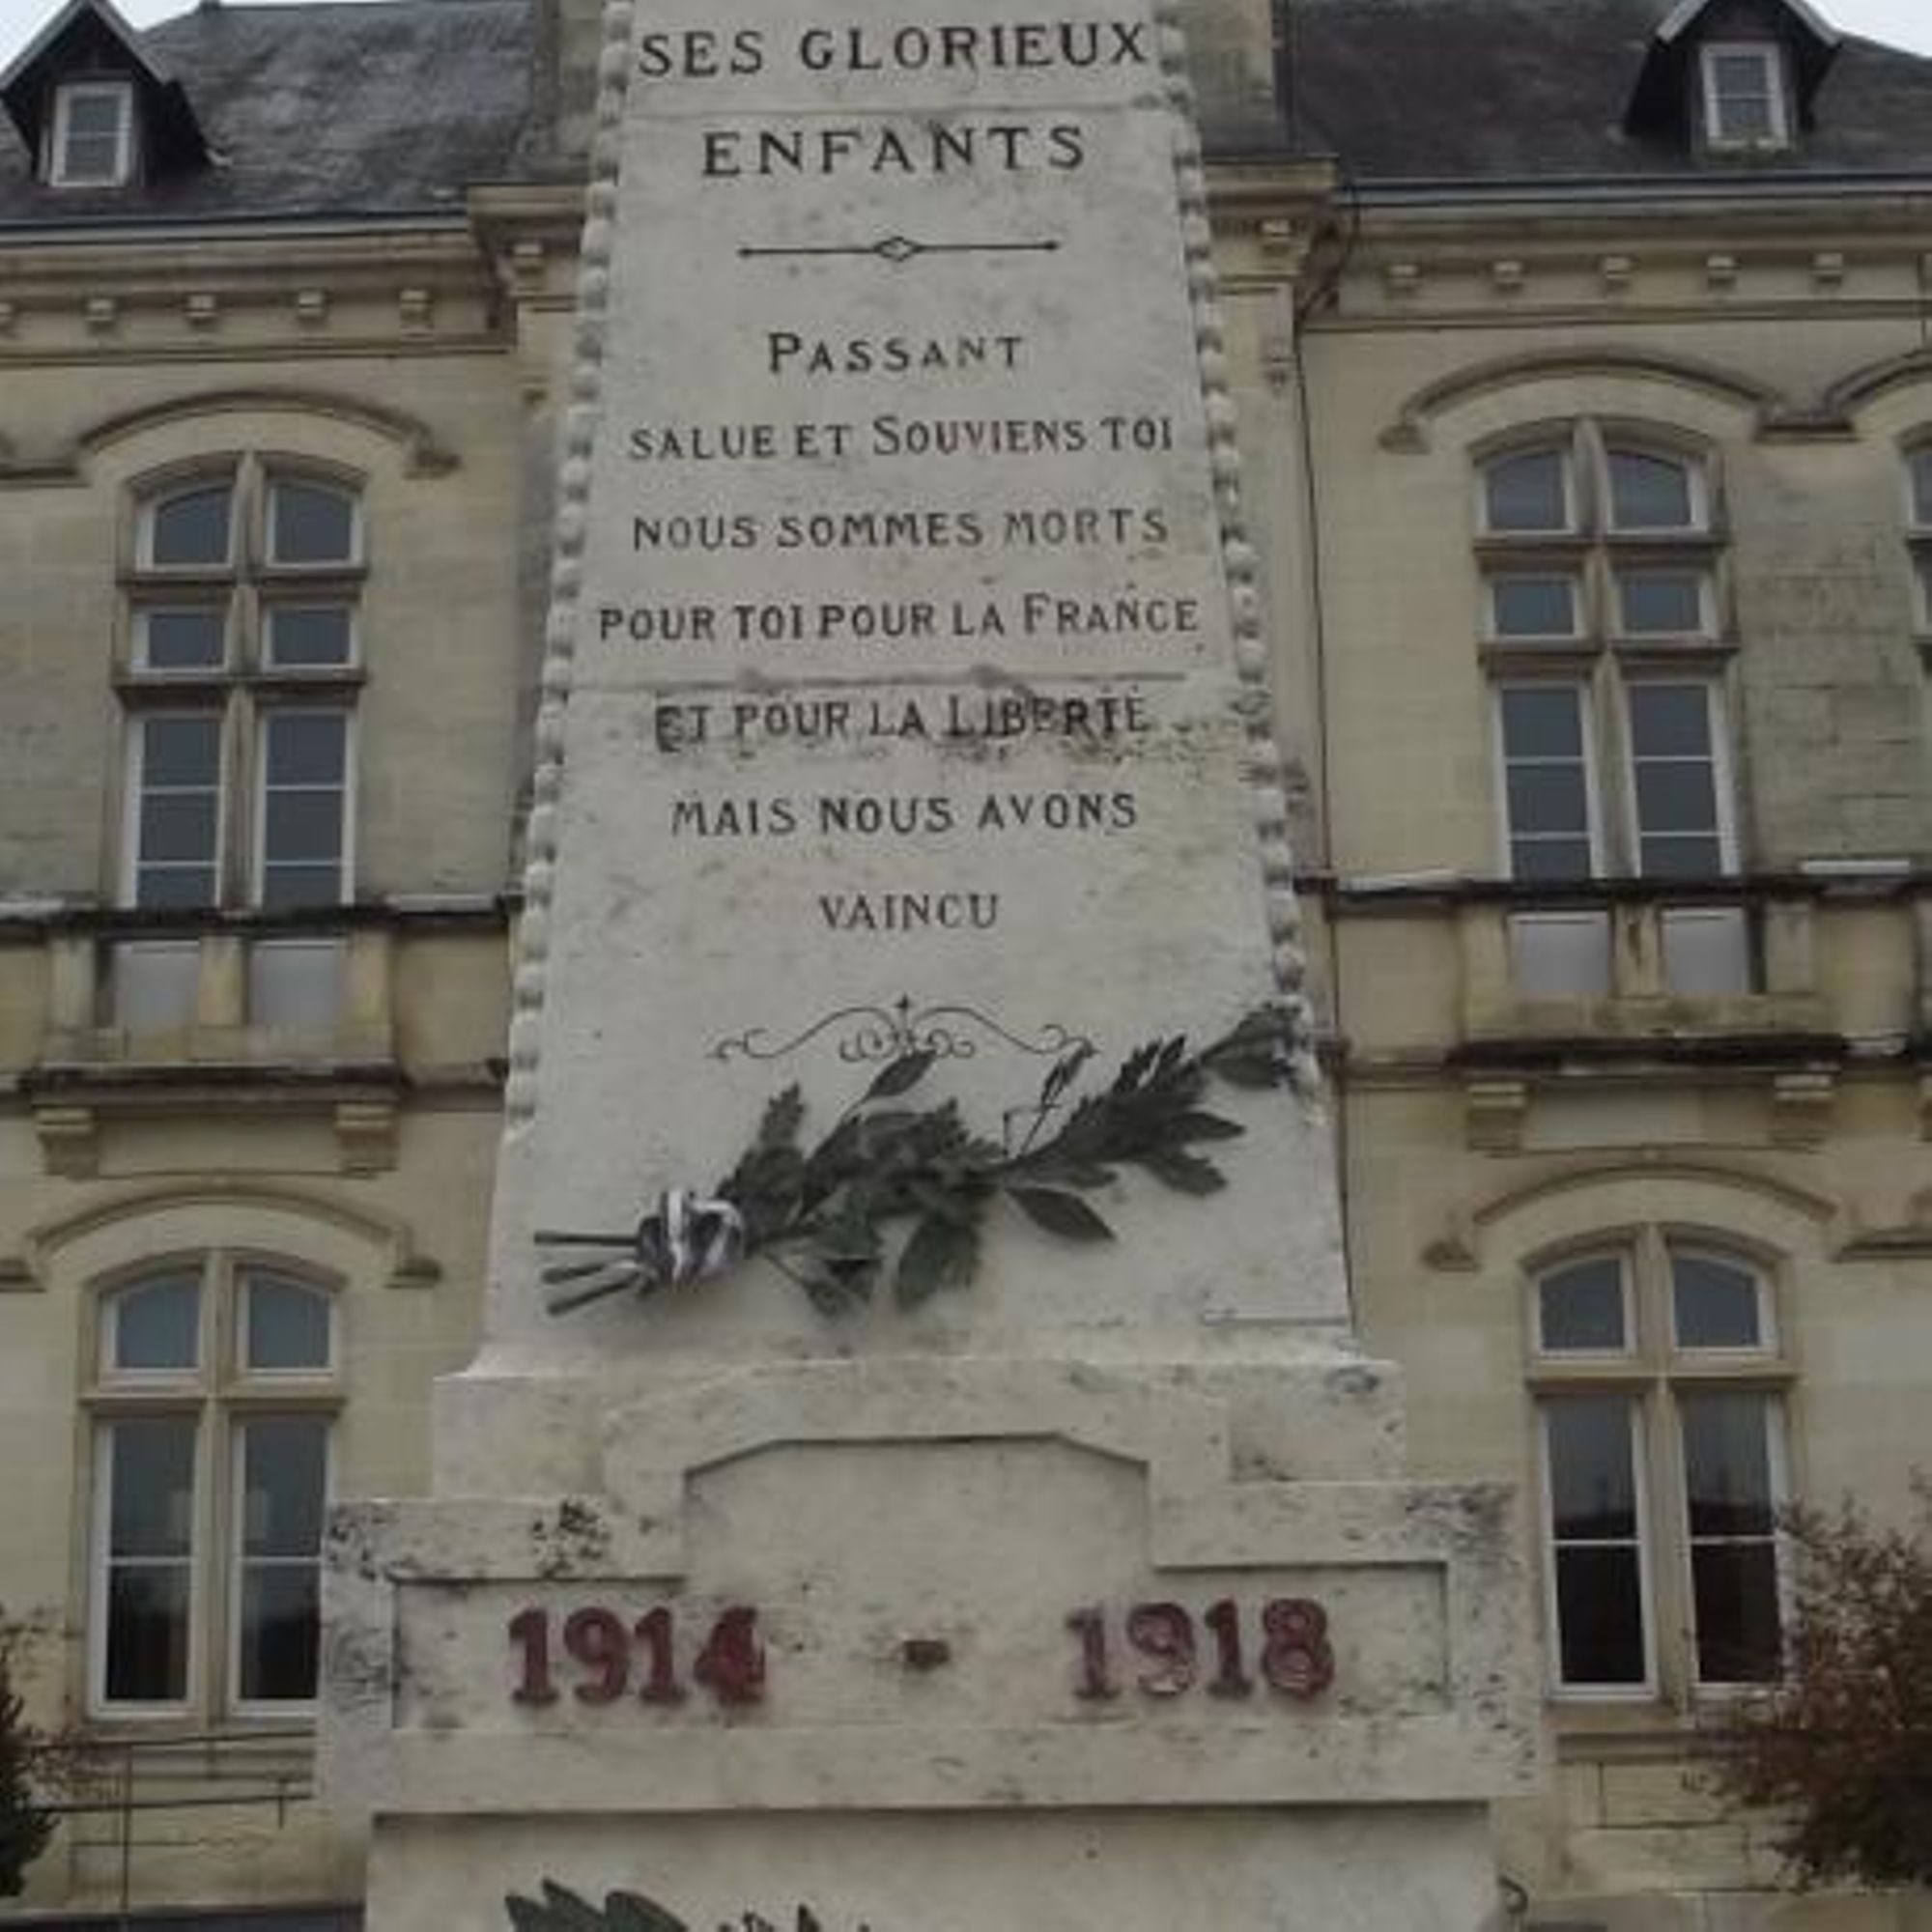 SES GLORIEUX
ENFANTS
PASSANT
SALUE ET SOUVIENS TOI
NOUS SOMMES MORTS
POUR TOI POUR LA FRANCE
ET POUR LA LIBERTÉ
MAIS NOUS AVONS
VAINCU
1914 - 1918